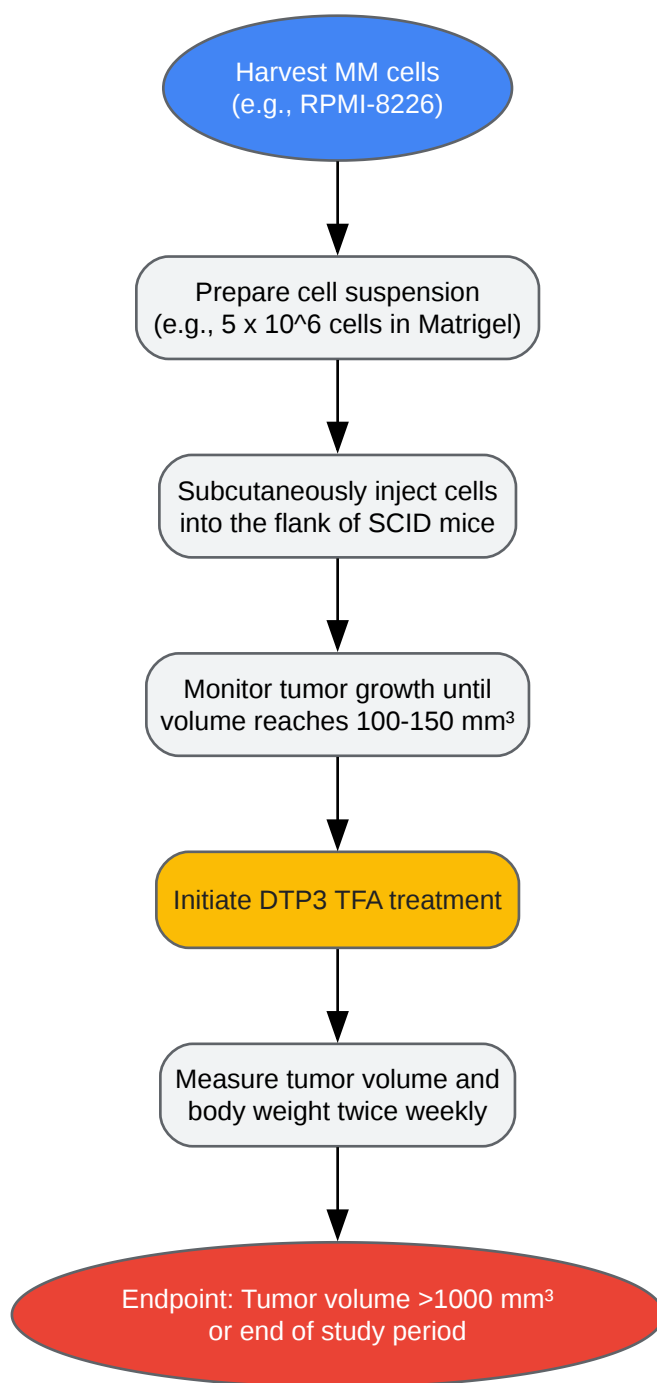 Harvest MM cells
(e.g., RPMI-8226)
Prepare cell suspension
(e.g., 5 x 10^6 cells in Matrigel)
Subcutaneously inject cells
into the flank of SCID mice
Monitor tumor growth until
volume reaches 100-150 mm³
Initiate DTP3 TFA treatment
Measure tumor volume and
body weight twice weekly
Endpoint: Tumor volume >1000 mm³
or end of study period